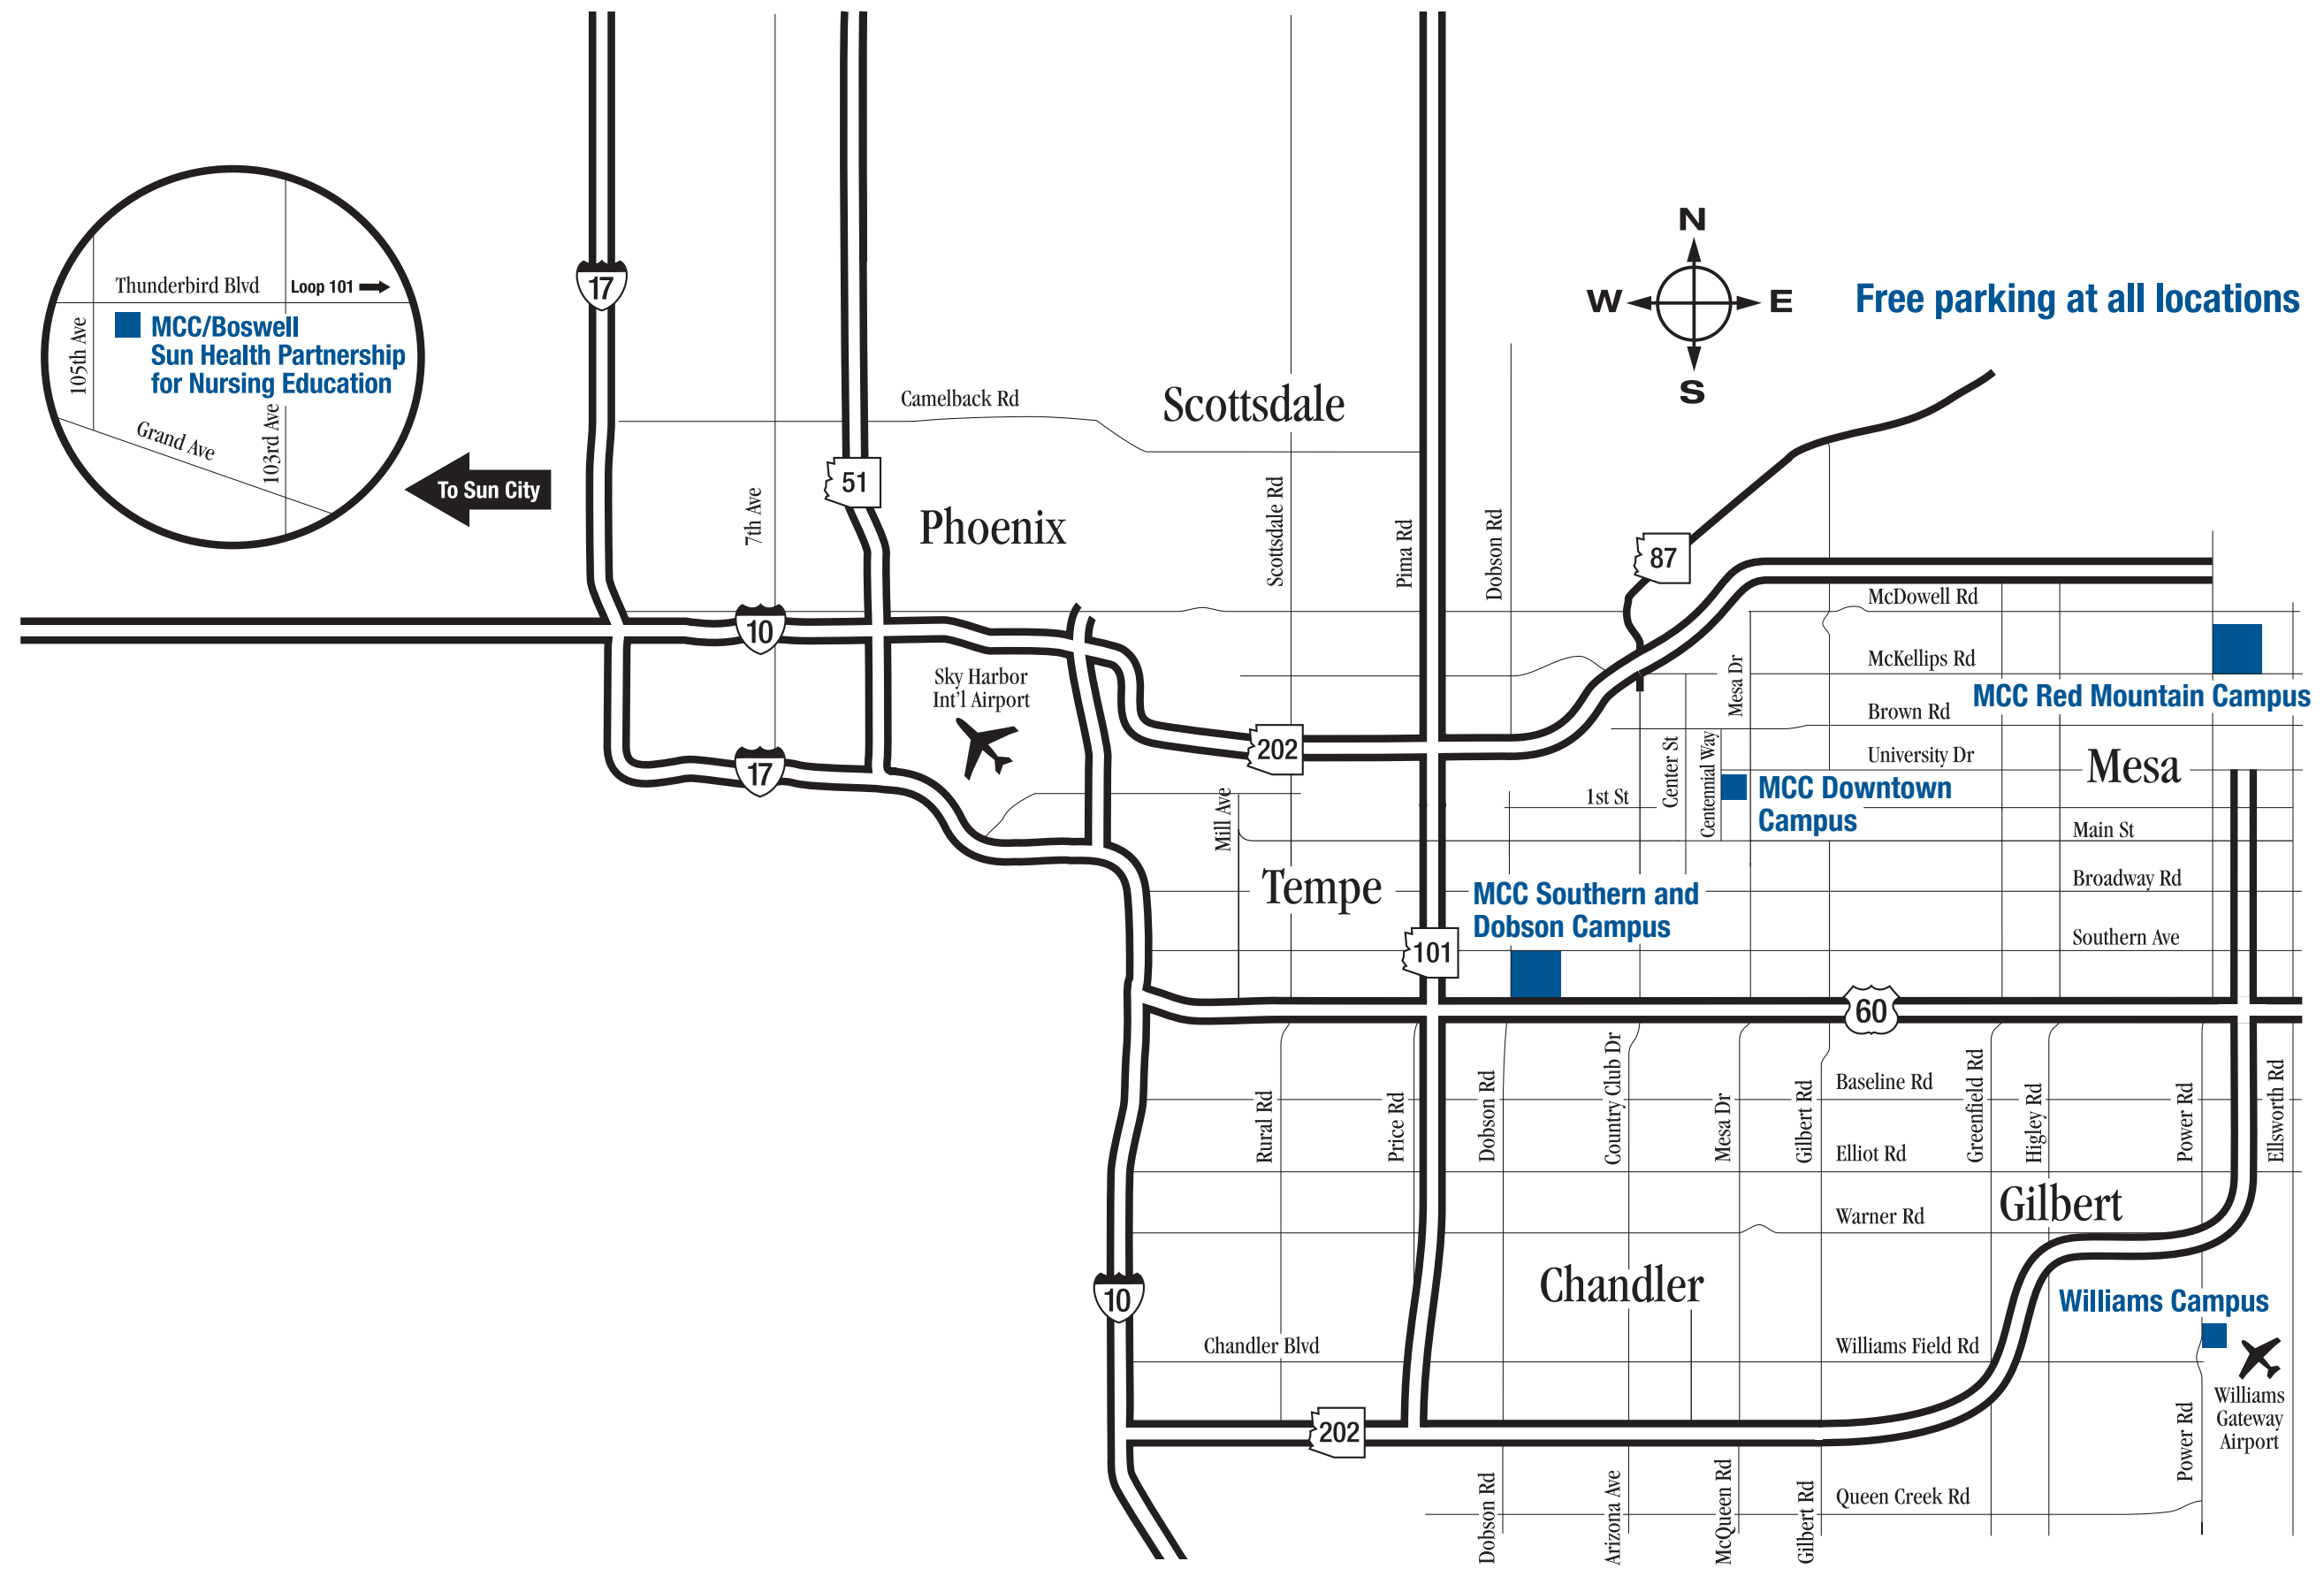 N
W
E
S
Free parking at all locations
17
Thunderbird Blvd
Loop 101
105th Ave
MCC/Boswell
Sun Health Partnership
for Nursing Education
Grand Ave
103rd Ave
To Sun City
Camelback Rd
Scottsdale
51
Phoenix
7th Ave
Scottsdale Rd
Pima Rd
Dobson Rd
87
McDowell Rd
10
McKellips Rd
Mesa Dr
Sky Harbor
Int'l Airport
MCC Red Mountain Campus
Brown Rd
202
University Dr
Mesa
17
Center St
Centennial Way
MCC Downtown
Campus
1st St
Mill Ave
Main St
Tempe
MCC Southern and
Dobson Campus
Broadway Rd
Southern Ave
101
60
Baseline Rd
Rural Rd
Price Rd
Dobson Rd
Country Club Dr
Mesa Dr
Gilbert Rd
Greenfield Rd
Higley Rd
Power Rd
Ellsworth Rd
Elliot Rd
Gilbert
Warner Rd
Chandler
10
Williams Campus
Chandler Blvd
Williams Field Rd
Williams
Gateway
Airport
202
Power Rd
Queen Creek Rd
Dobson Rd
Arizona Ave
McQueen Rd
Gilbert Rd